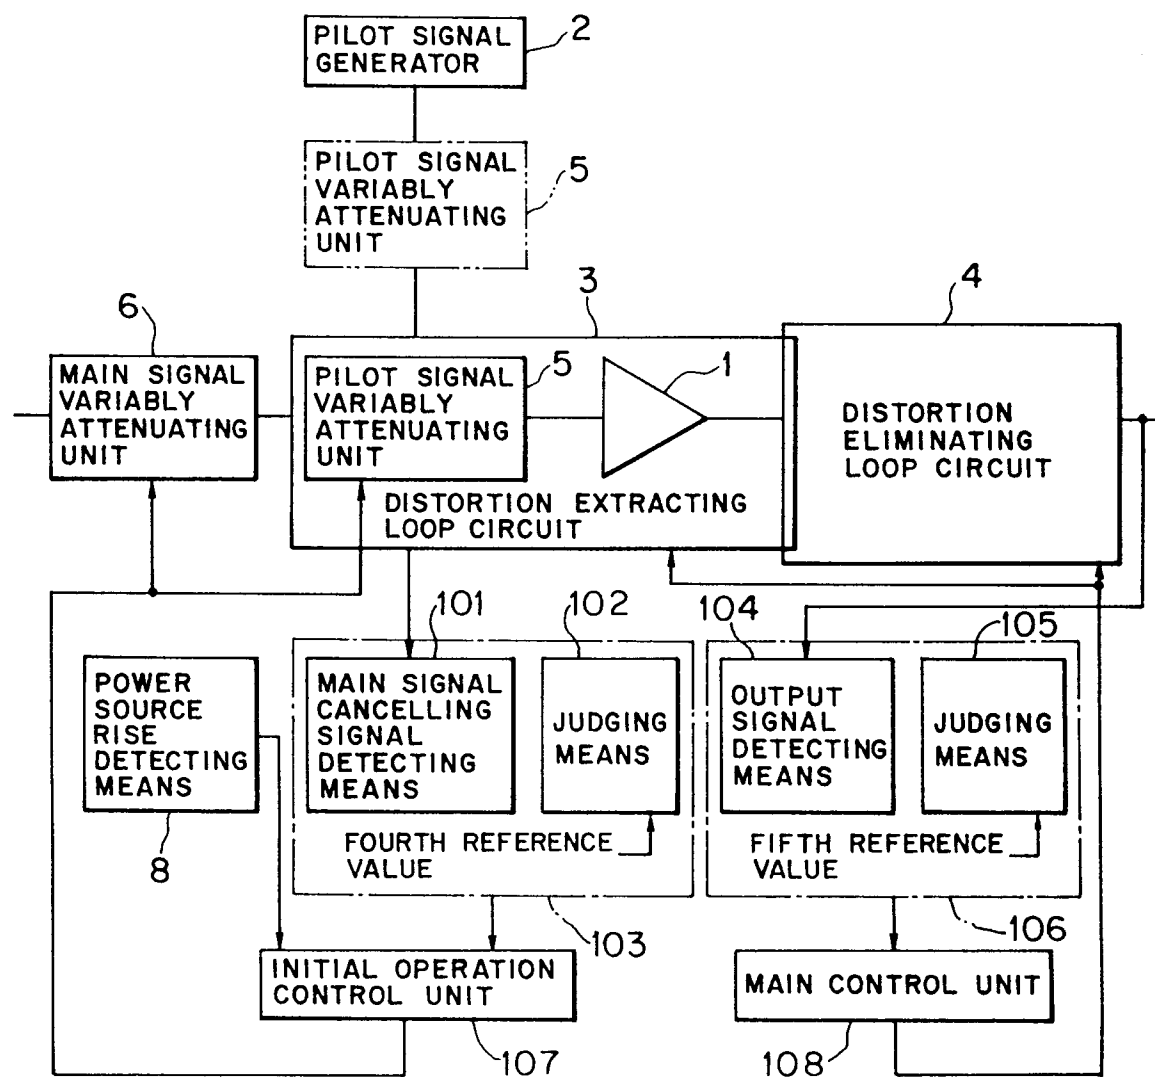 PILOT SIGNAL
GENERATOR
2
PILOT SIGNAL
VARIABLY
ATTENUATING
UNIT
5
3
4
6
MAIN SIGNAL
VARIABLY
ATTENUATING
UNIT
PILOT SIGNAL
VARIABLY
ATTENUATING
UNIT
5
1
DISTORTION EXTRACTING
LOOP CIRCUIT
DISTORTION
ELIMINATING
LOOP CIRCUIT
101
102
104
105
POWER
SOURCE
RISE
DETECTING
MEANS
8
MAIN SIGNAL
CANCELLING
SIGNAL
DETECTING
MEANS
JUDGING
MEANS
FOURTH REFERENCE
VALUE
OUTPUT
SIGNAL
DETECTING
MEANS
JUDGING
MEANS
FIFTH REFERENCE
VALUE
103
106
INITIAL OPERATION
CONTROL UNIT
107
MAIN CONTROL UNIT
108